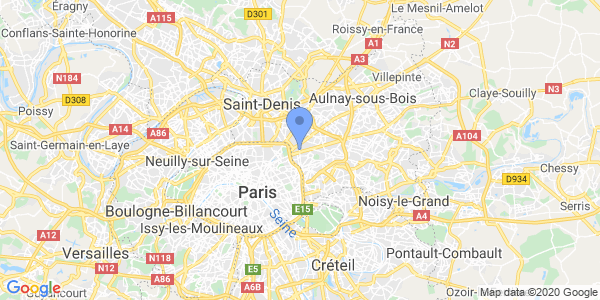 Éragny
A115
D301
Le Mesnil-Amelot
Conflans-Sainte-Honorine
Roissy-en-France
A1
N2
A3
N184
Villepinte
N3
Poissy
D308
Saint-Denis
Aulnay-sous-Bois
Claye-Souilly
A14
A86
A104
Saint-Germain-en-Laye
Neuilly-sur-Seine
Chessy
D934
Paris
Noisy-le-Grand
Serris
Boulogne-Billancourt
E15
A4
Issy-les-Moulineaux
Seine
A12
Versailles
N118
Pontault-Combault
N12
E5
Créteil
A86
A6B
Google
Ozoir-
Map data ©2020 Google